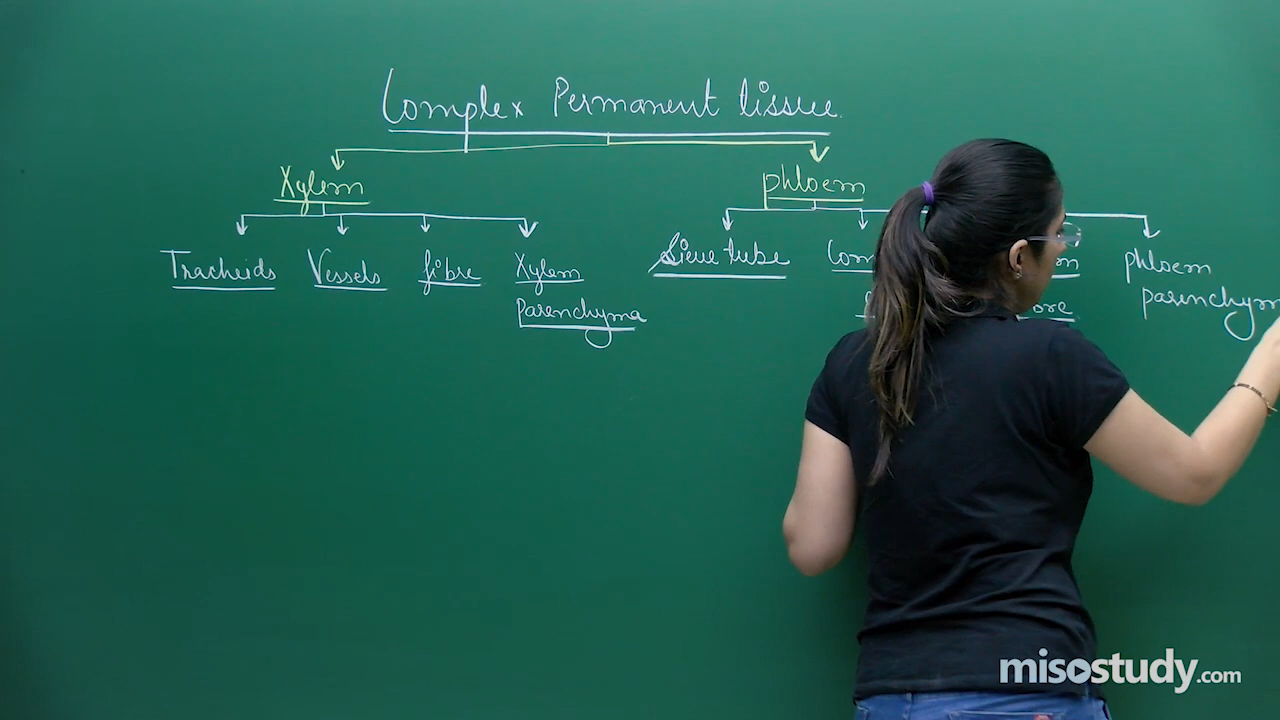 Complex Permanent tissue
Xylem
phloem
Tracheids
Vessels
fibre
Xylem
parenchyma
Sieve tube
phloem
parenchym
misostudy.com